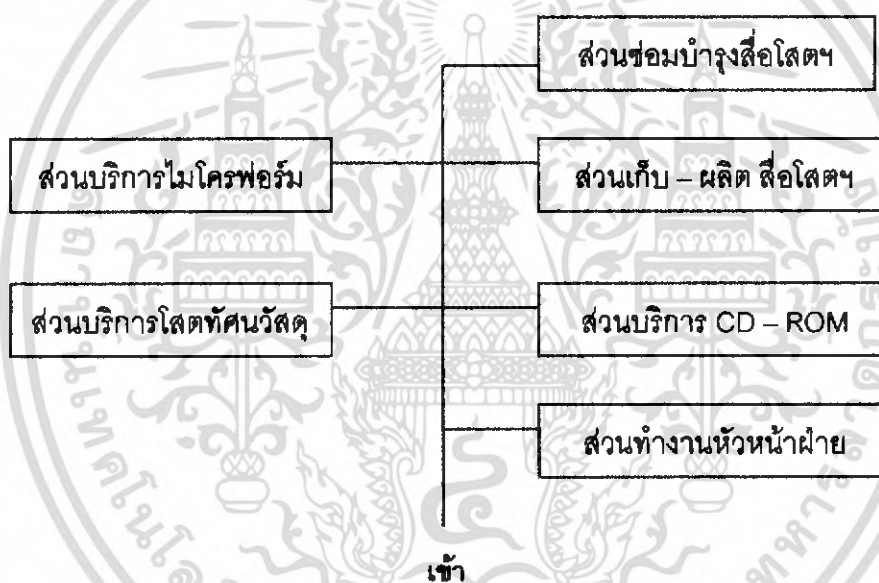 ส่วนซ่อมบำรุงสื่อโสตฯ
ส่วนบริการไมโครฟอร์ม
ส่วนเก็บ – ผลิต สื่อโสตฯ
ส่วนบริการโสตทัศนวัสดุ
ส่วนบริการ CD – ROM
ส่วนทำงานหัวหน้าฝ่าย
เข้า